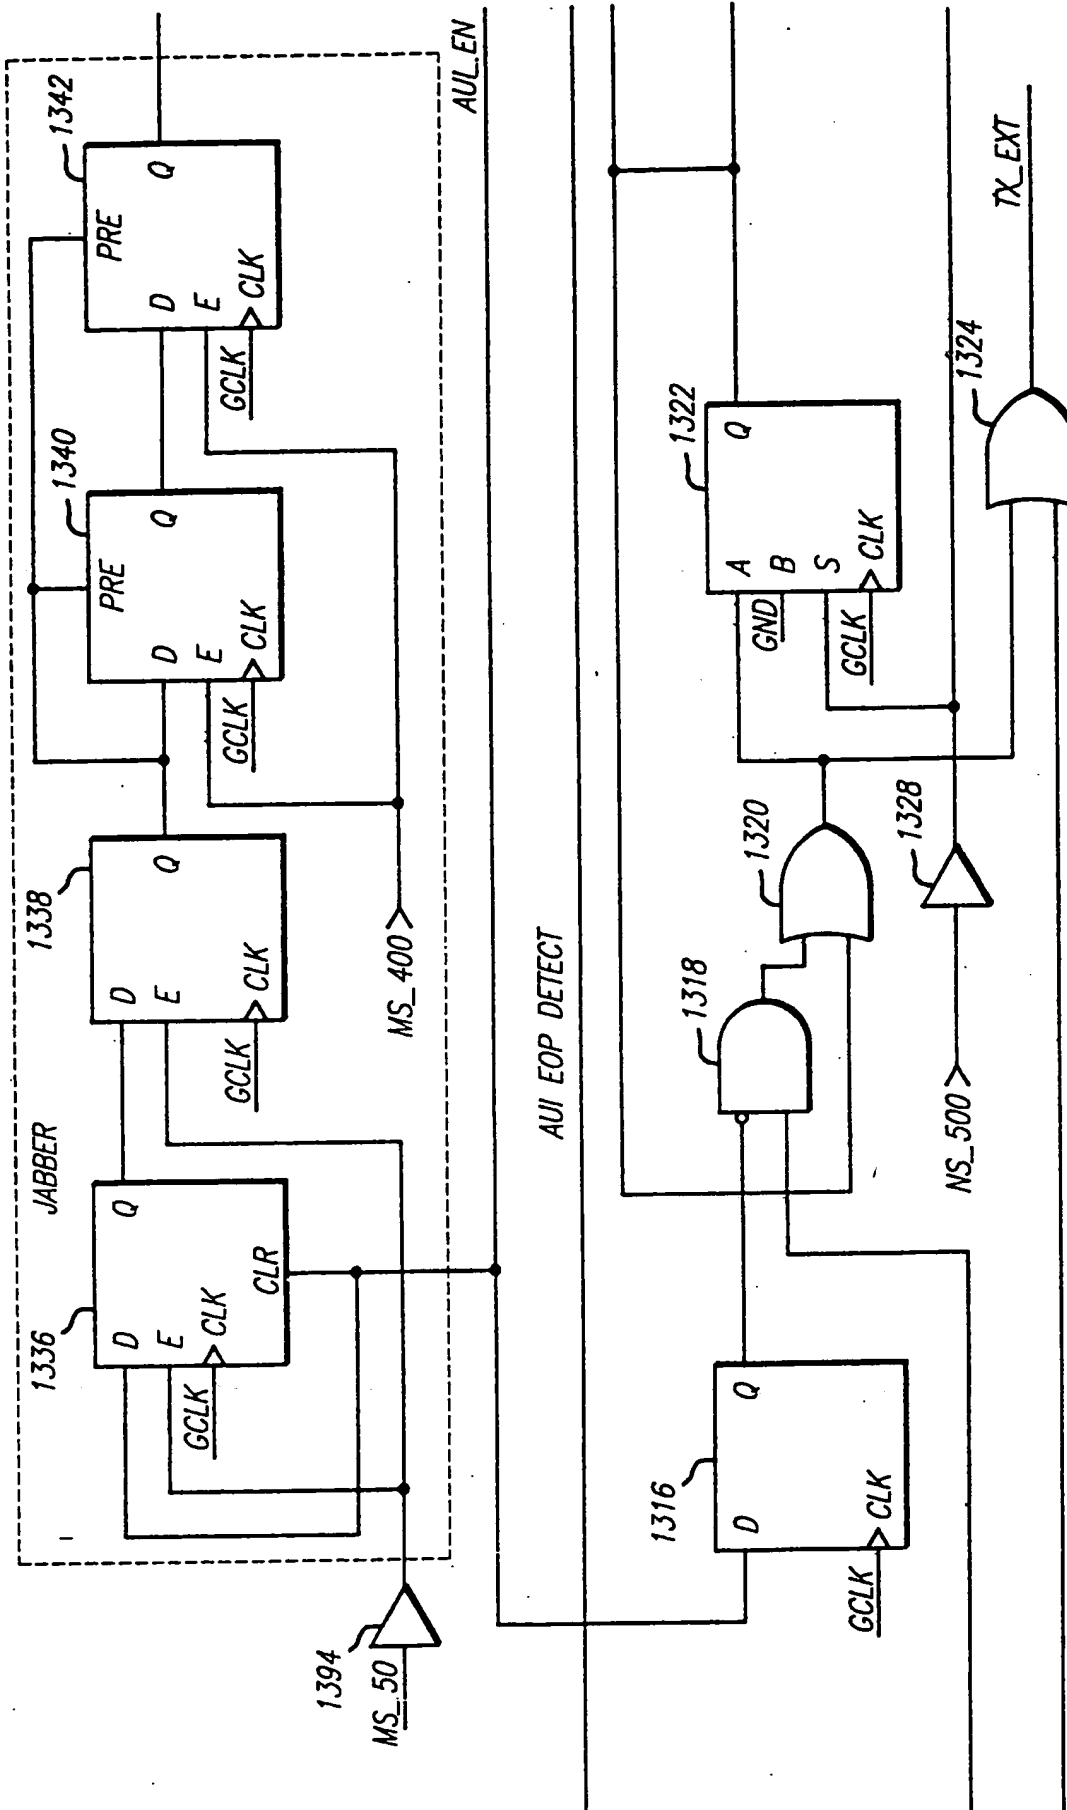 JABBER
1336
D
E
CLK
CLR
Q
GCLK
1338
D
E
CLK
Q
GCLK
1340
PRE
D
E
CLK
Q
GCLK
1342
PRE
D
E
CLK
Q
GCLK
1394
MS_50
MS_400
AUI_EN
AUI EOP DETECT
1316
D
CLK
Q
GCLK
1318
1320
1322
A
B
S
CLK
Q
GND
GCLK
1328
NS_500
1324
TX_EXT